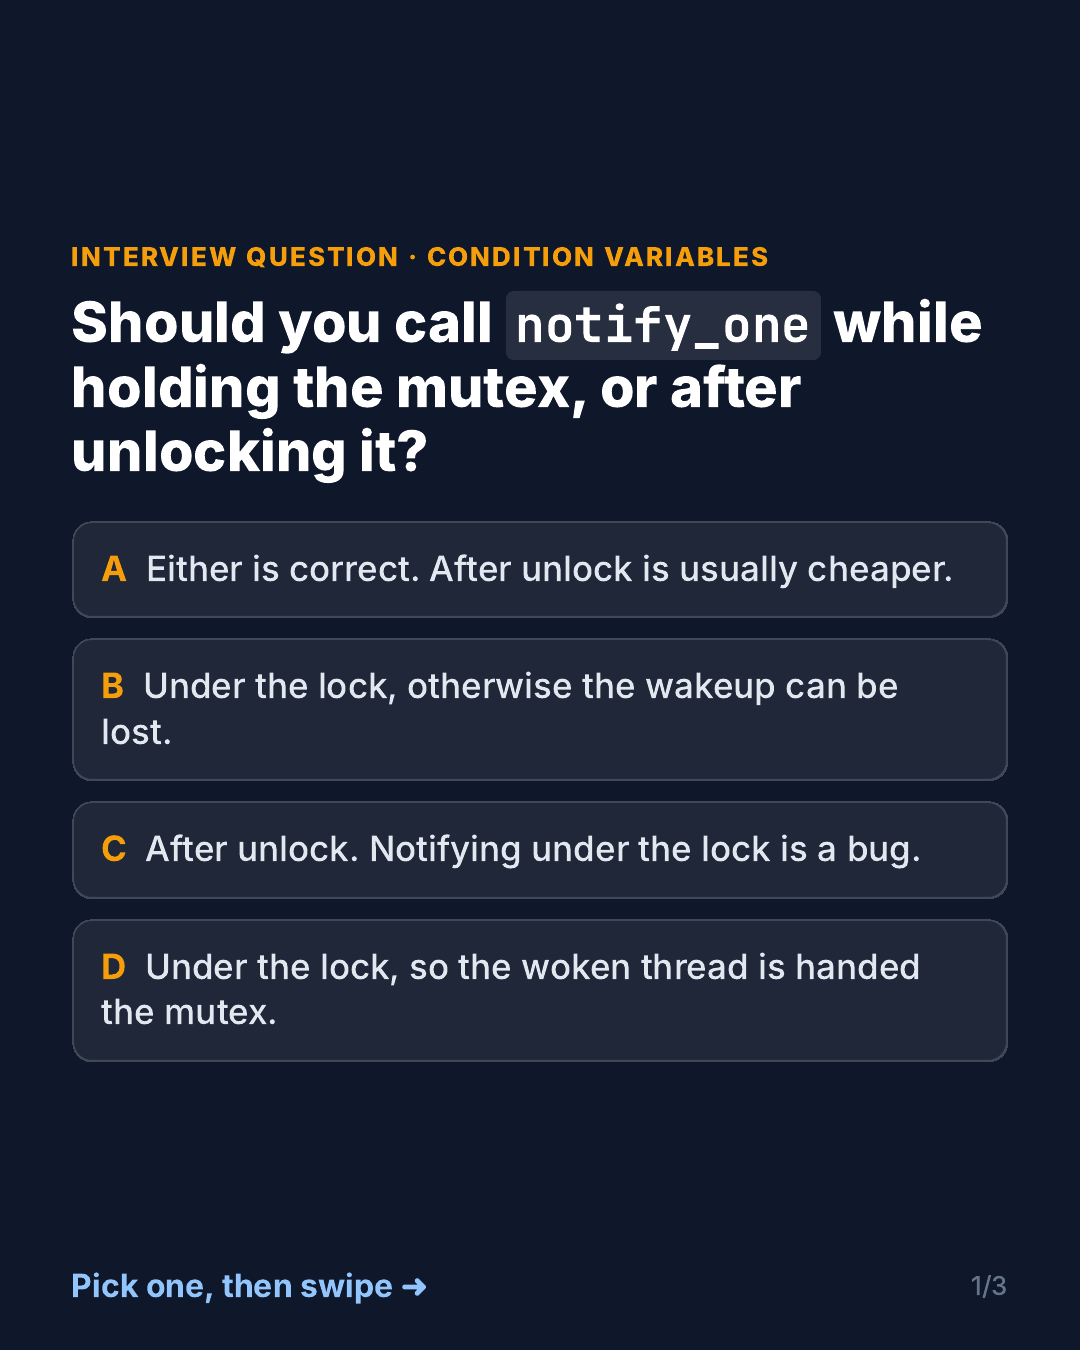 INTERVIEW QUESTION · CONDITION VARIABLES
Should you call notify_one while
holding the mutex, or after
unlocking it?
A Either is correct. After unlock is usually cheaper.
B Under the lock, otherwise the wakeup can be
lost.
C After unlock. Notifying under the lock is a bug.
D Under the lock, so the woken thread is handed
the mutex.
Pick one, then swipe ➜
1/3